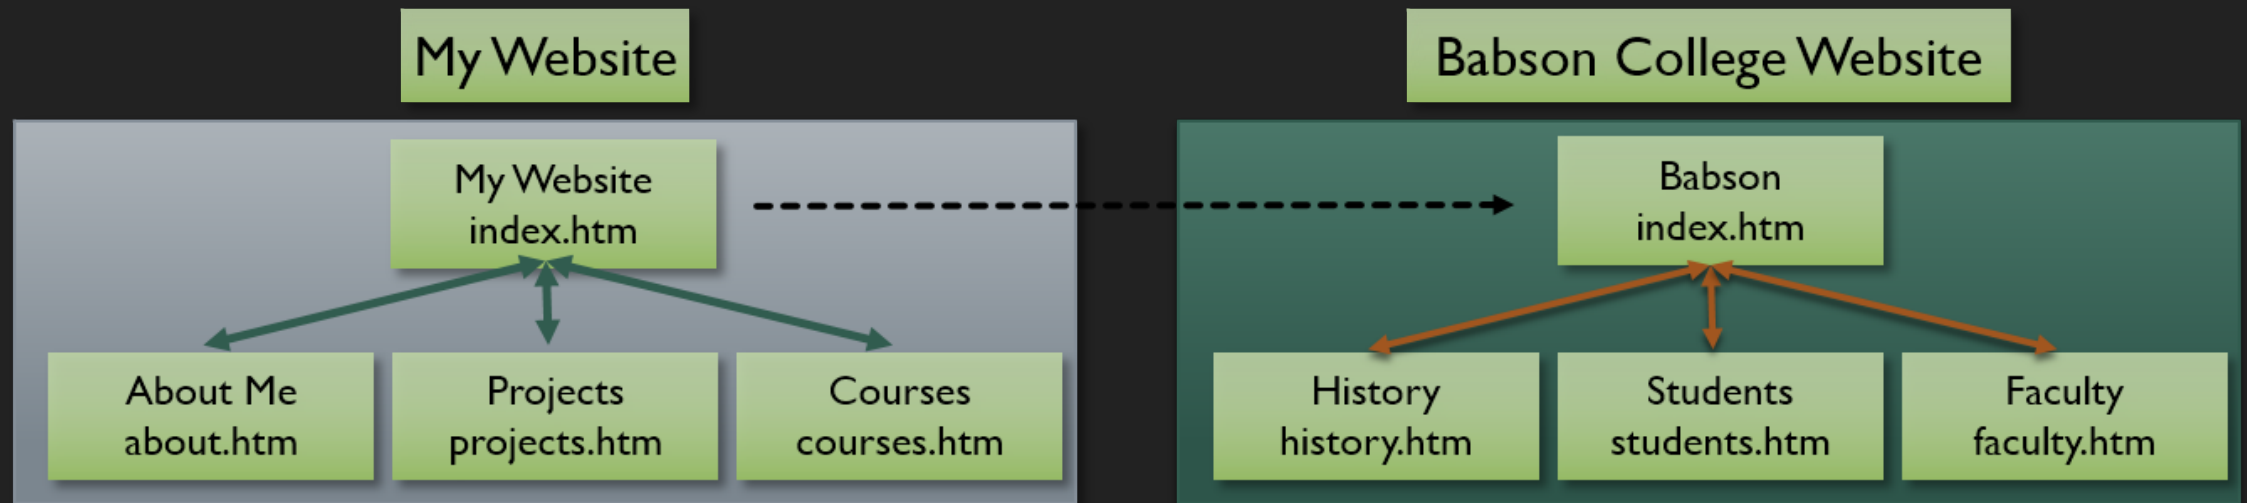 My Website
Babson College Website
My Website
index.htm
Babson
index.htm
About Me
about.htm
Projects
projects.htm
Courses
courses.htm
History
history.htm
Students
students.htm
Faculty
faculty.htm